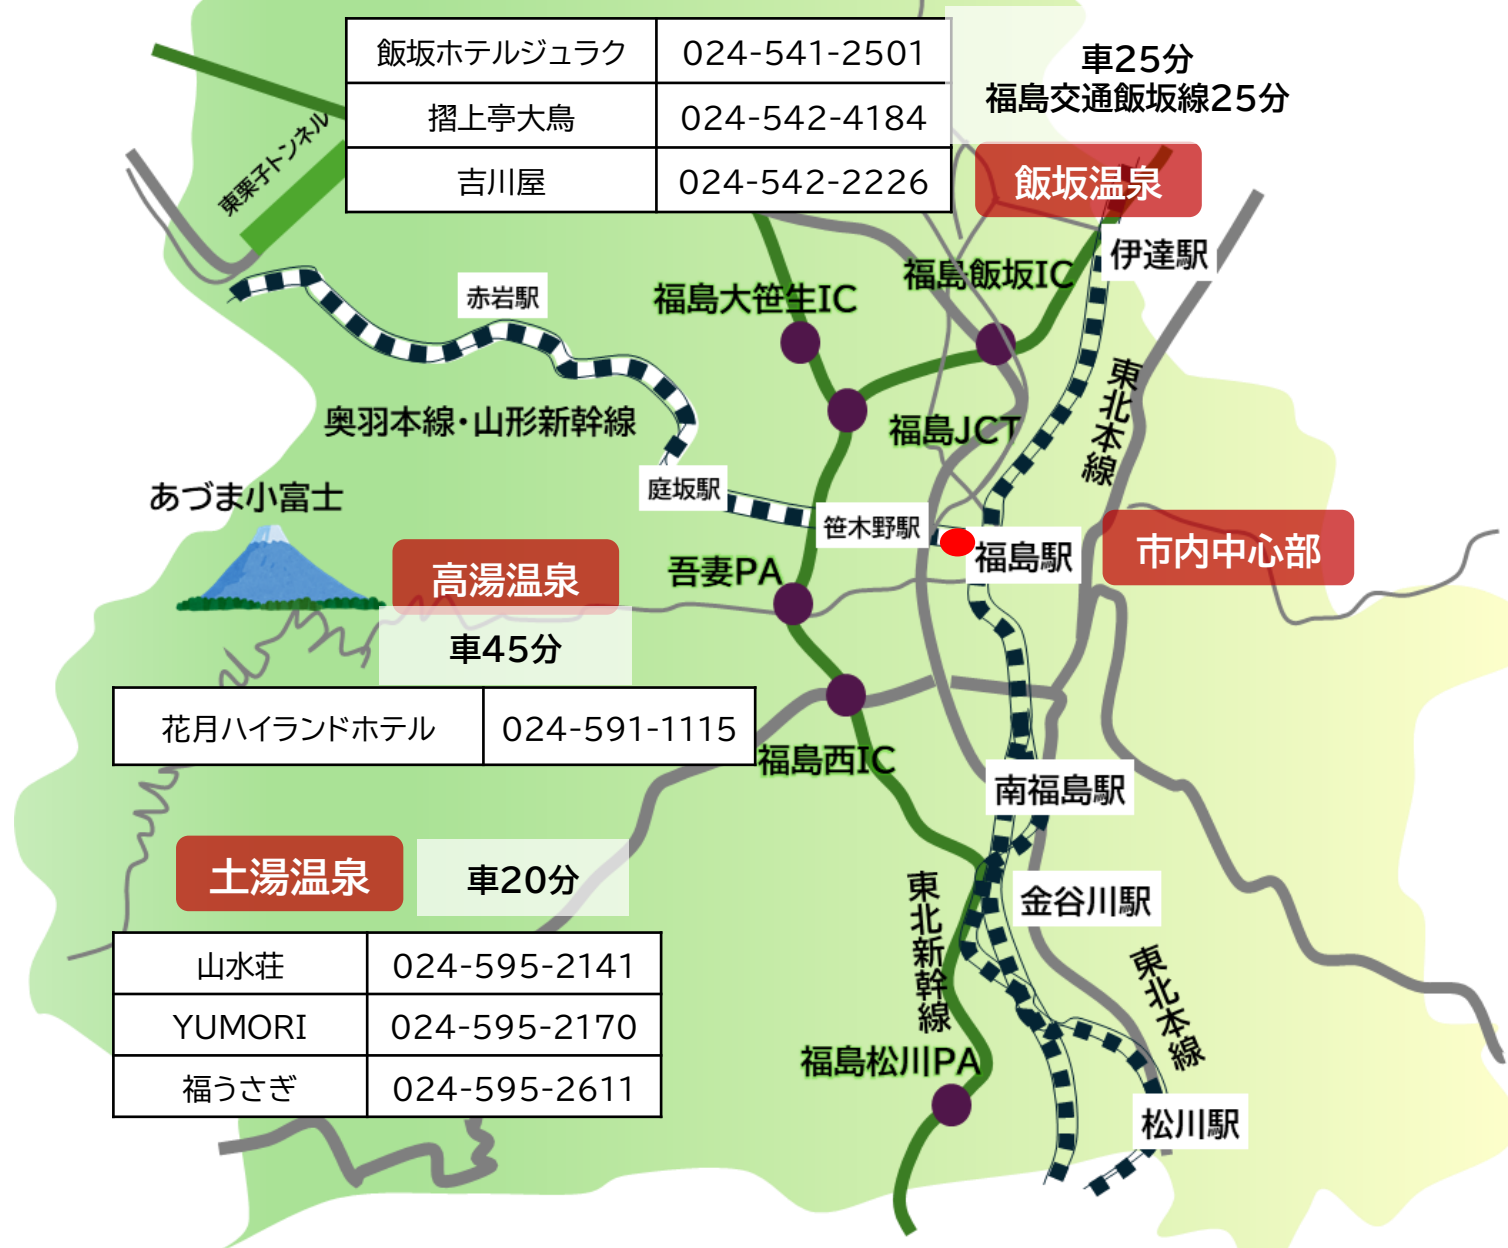 飯坂ホテルジュラク 024-541-2501
摺上亭大鳥 024-542-4184
吉川屋 024-542-2226
車25分
福島交通飯坂線25分
飯坂温泉
東栗子トンネル
伊達駅
福島飯坂IC
福島大笹生IC
赤岩駅
東北本線
奥羽本線・山形新幹線
福島JCT
あづま小富士
庭坂駅
笹木野駅
福島駅
市内中心部
吾妻PA
高湯温泉
車45分
花月ハイランドホテル 024-591-1115
福島西IC
南福島駅
土湯温泉
車20分
金谷川駅
東北新幹線
東北本線
山水荘 024-595-2141
YUMORI 024-595-2170
福うさぎ 024-595-2611
福島松川PA
松川駅